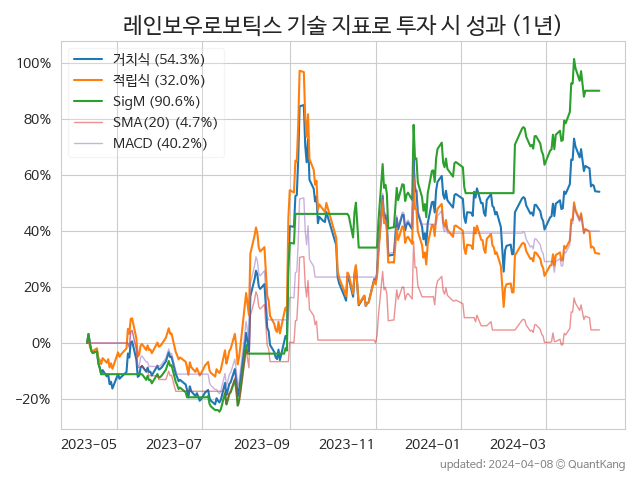 레인보우로보틱스 기술 지표로 투자 시 성과 (1년)
100%
80%
60%
40%
20%
0%
−20%
거치식 (54.3%)
적립식 (32.0%)
SigM (90.6%)
SMA(20) (4.7%)
MACD (40.2%)
2023-05 2023-07 2023-09 2023-11 2024-01 2024-03
updated: 2024-04-08 © QuantKang